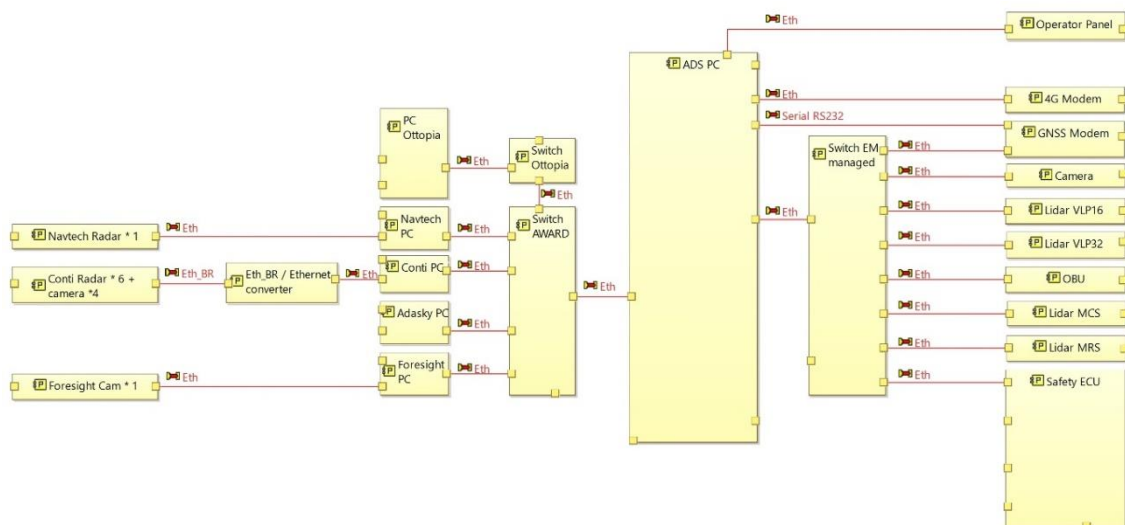 Eth
Operator Panel
ADS PC
Eth
4G Modem
Serial RS232
GNSS Modem
PC
Ottopia
Eth
Switch
Ottopia
Eth
Switch EM
managed
Eth
Eth
Camera
Navtech Radar * 1
Eth
Navtech
PC
Eth
Switch
AWARD
Eth
Eth
Lidar VLP16
Eth
Lidar VLP32
Conti Radar * 6 +
camera *4
Eth_BR
Eth_BR / Ethernet
converter
Eth
Conti PC
Eth
Eth
Eth
OBU
Adasky PC
Eth
Eth
Lidar MCS
Eth
Lidar MRS
Foresight Cam * 1
Eth
Foresight
PC
Eth
Eth
Safety ECU